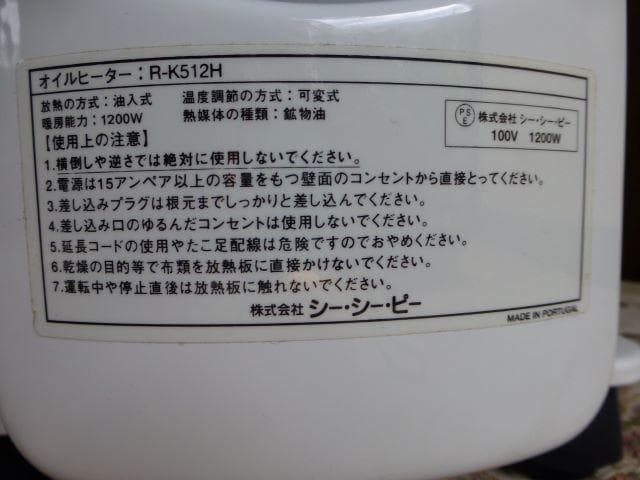 オイルヒーター：R-K512H
放熱の方式：油入式　温度調節の方式：可変式
暖房能力：1200W　熱媒体の種類：鉱物油
PSE 株式会社 シー・シー・ピー
100V 1200W
【使用上の注意】
1.横倒しや逆さでは絶対に使用しないでください。
2.電源は15アンペア以上の容量をもつ壁面のコンセントから直接とってください。
3.差し込みプラグは根元までしっかりと差し込んでください。
4.差し込み口のゆるんだコンセントは使用しないでください。
5.延長コードの使用やたこ足配線は危険ですのでおやめください。
6.乾燥の目的等で布類を放熱板に直接かけないでください。
7.運転中や停止直後は放熱板に触れないでください。
株式会社 シー・シー・ピー
MADE IN PORTUGAL